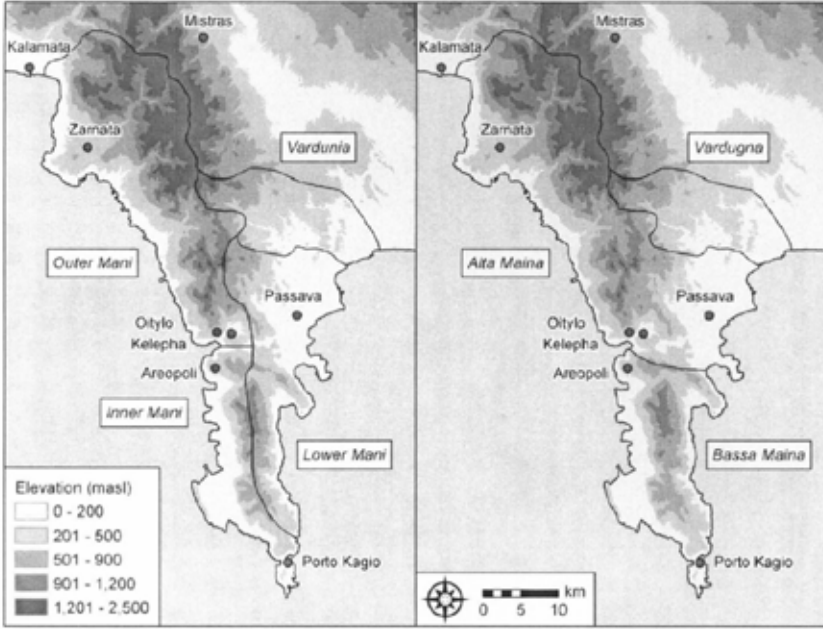 Mistras
Kalamata
Zarnata
Vardunia
Outer Mani
Passava
Oitylo
Kelepha
Areopoli
Inner Mani
Lower Mani
Elevation (masl)
0 - 200
201 - 500
501 - 900
901 - 1,200
1,201 - 2,500
Porto Kagio
Mistras
Kalamata
Zarnata
Vardugna
Alta Maina
Passava
Oitylo
Kelepha
Areopoli
Bassa Maina
Porto Kagio
km
0 5 10